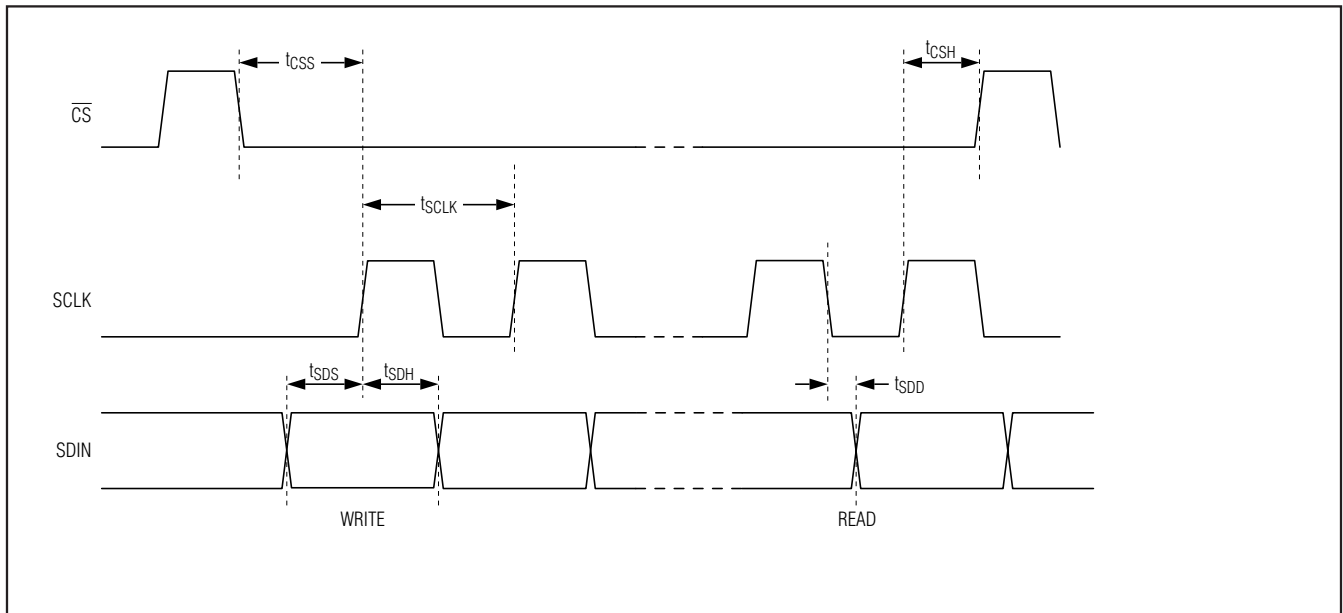 tCSS
tCSH
CS
tSCLK
SCLK
tSDS
tSDH
tSDD
SDIN
WRITE
READ